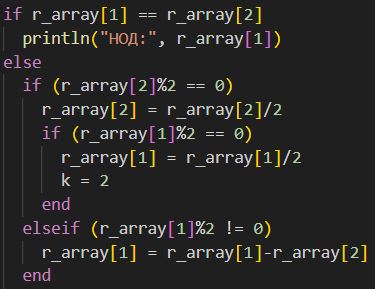 if r_array[1] == r_array[2]
  println("НОД:", r_array[1])
else
  if (r_array[2]%2 == 0)
    r_array[2] = r_array[2]/2
    if (r_array[1]%2 == 0)
      r_array[1] = r_array[1]/2
      k = 2
    end
  elseif (r_array[1]%2 != 0)
    r_array[1] = r_array[1]-r_array[2]
  end